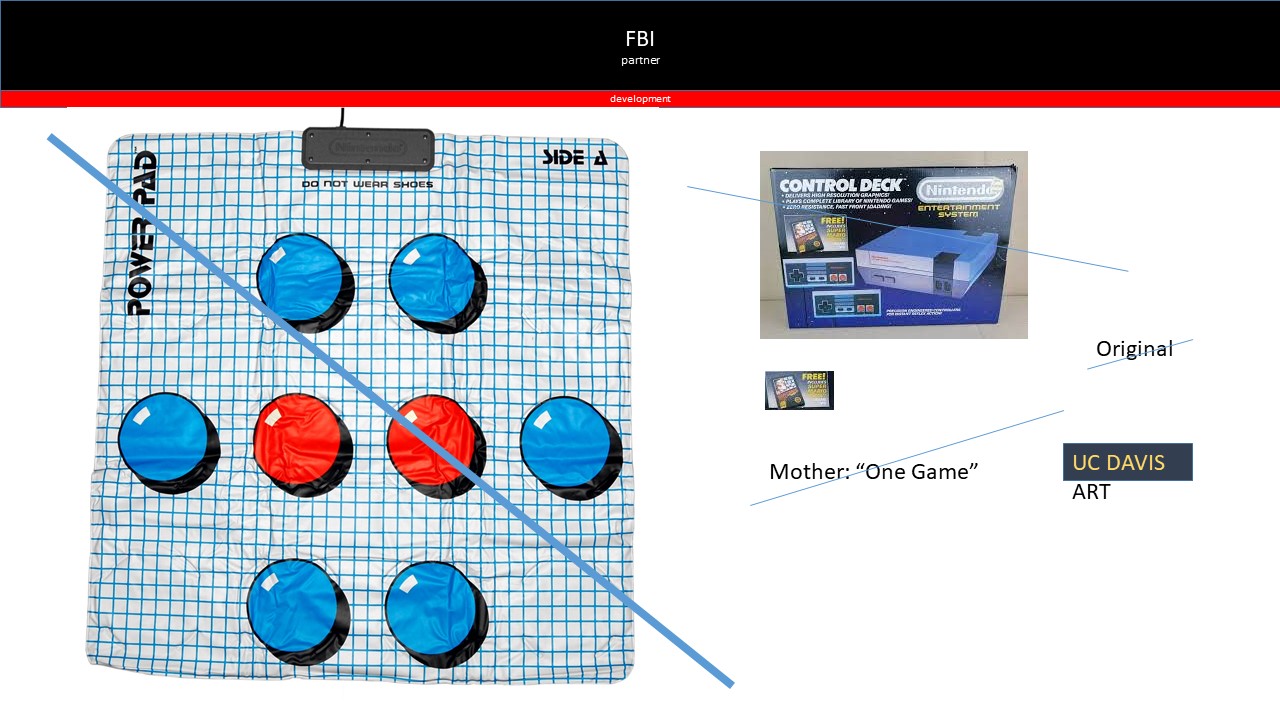 FBI
partner
development
POWER PAD
Nintendo
SIDE A
DO NOT WEAR SHOES
CONTROL DECK
• DELIVERS HIGH RESOLUTION GRAPHICS!
• PLAYS COMPLETE LIBRARY OF NINTENDO GAMES!
• ZERO RESISTANCE, FAST FRONT LOADING!
Nintendo
ENTERTAINMENT
SYSTEM
FREE!
INCLUDES
SUPER
MARIO
PRECISION ENGINEERED CONTROLLERS
FOR INSTANT REFLEX ACTION!
Original
FREE!
INCLUDES
SUPER
MARIO
Mother: “One Game”
UC DAVIS
ART